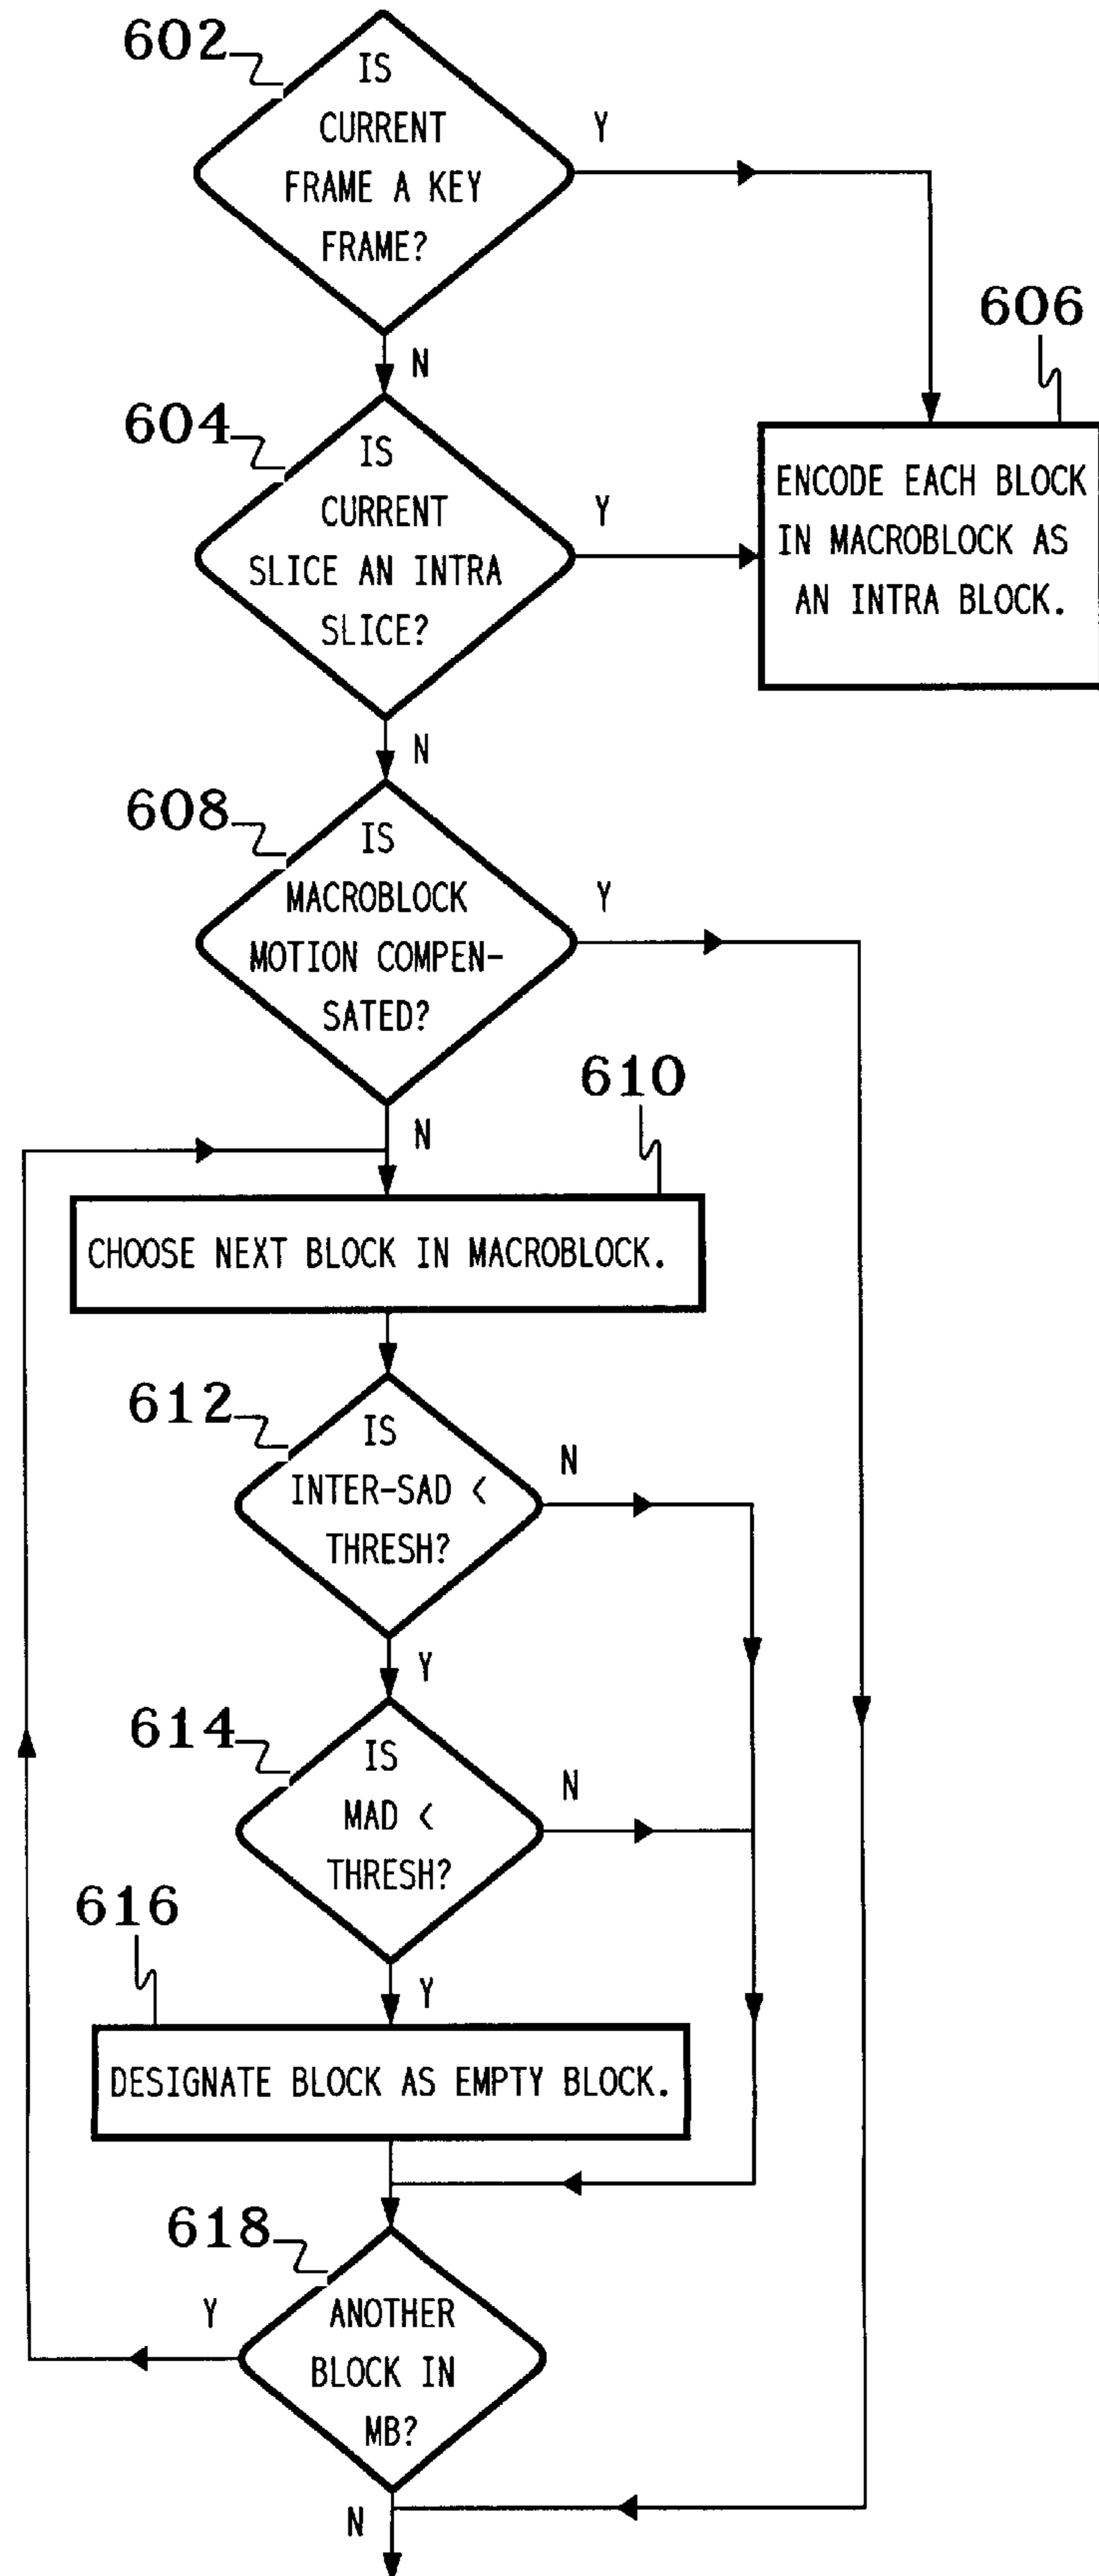 602
IS
CURRENT
FRAME A KEY
FRAME?
Y
N
606
ENCODE EACH BLOCK
IN MACROBLOCK AS
AN INTRA BLOCK.
604
IS
CURRENT
SLICE AN INTRA
SLICE?
Y
N
608
IS
MACROBLOCK
MOTION COMPEN-
SATED?
Y
N
610
CHOOSE NEXT BLOCK IN MACROBLOCK.
612
IS
INTER-SAD <
THRESH?
N
Y
614
IS
MAD <
THRESH?
N
Y
616
DESIGNATE BLOCK AS EMPTY BLOCK.
618
ANOTHER
BLOCK IN
MB?
Y
N